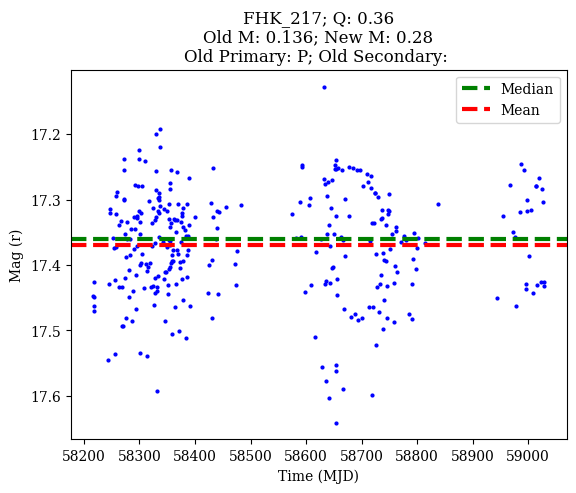 FHK_217; Q: 0.36
Old M: 0.136; New M: 0.28
Old Primary: P; Old Secondary:
Median
Mean
17.2
17.3
17.4
17.5
17.6
Mag (r)
58200 58300 58400 58500 58600 58700 58800 58900 59000
Time (MJD)